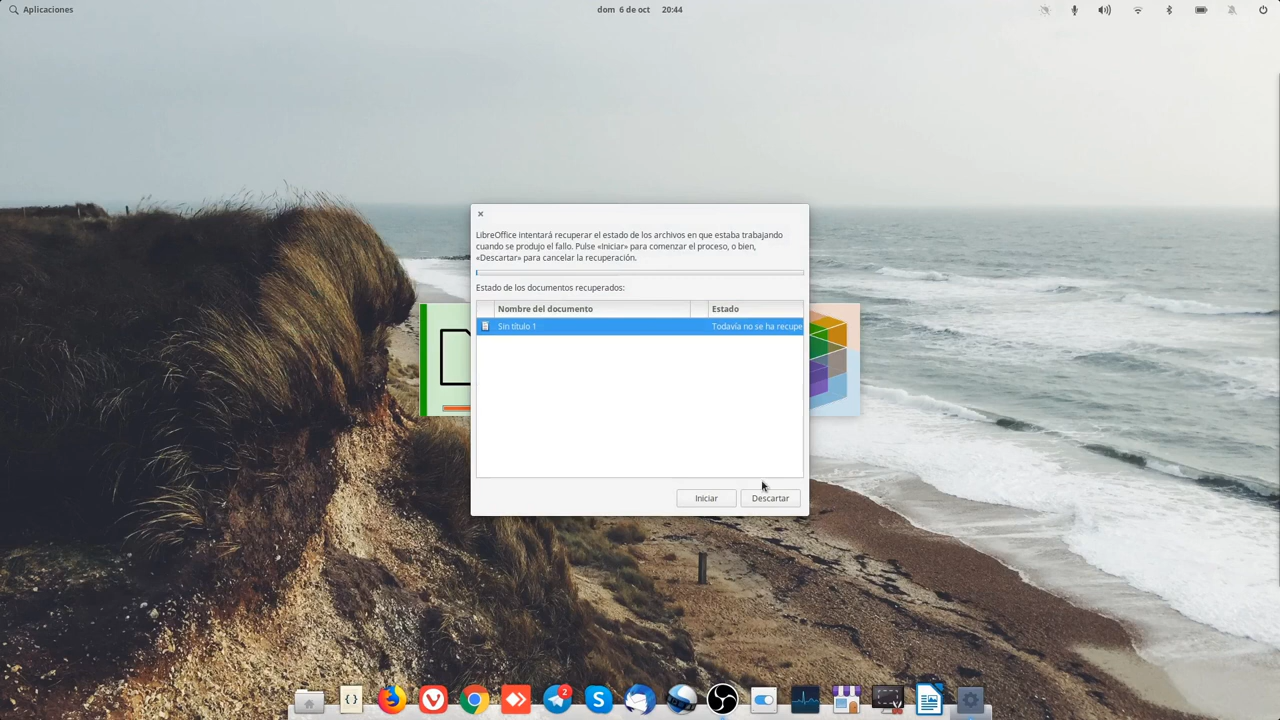 Aplicaciones
dom 6 de oct 20:44
LibreOffice intentará recuperar el estado de los archivos en que estaba trabajando
cuando se produjo el fallo. Pulse «Iniciar» para comenzar el proceso, o bien,
«Descartar» para cancelar la recuperación.
Estado de los documentos recuperados:
Nombre del documento Estado
Sin título 1 Todavía no se ha recupe
Iniciar Descartar
{}
2